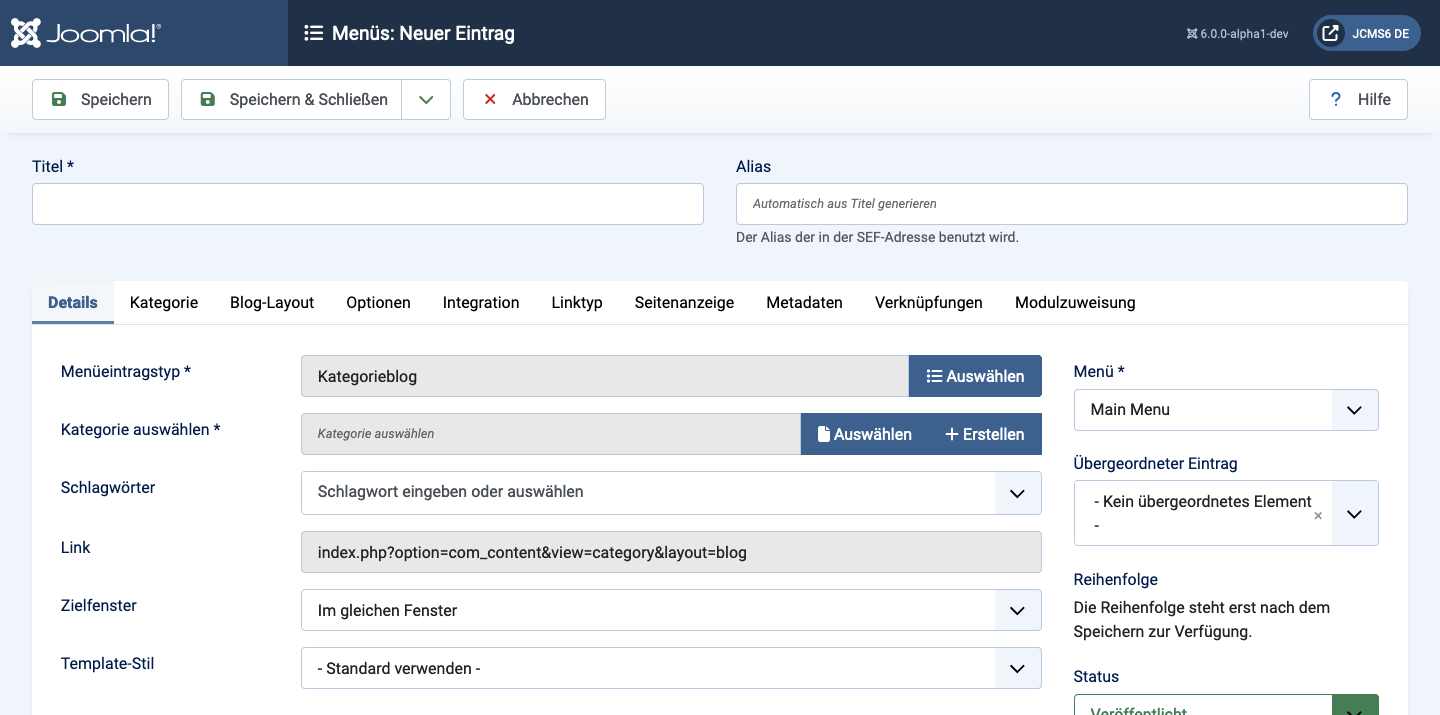 Joomla!®
Menüs: Neuer Eintrag
6.0.0-alpha1-dev
JCMS6 DE
Speichern
Speichern & Schließen
Abbrechen
? Hilfe
Titel *
Alias
Automatisch aus Titel generieren
Der Alias der in der SEF-Adresse benutzt wird.
Details
Kategorie
Blog-Layout
Optionen
Integration
Linktyp
Seitenanzeige
Metadaten
Verknüpfungen
Modulzuweisung
Menüeintragstyp *
Kategorieblog
Auswählen
Kategorie auswählen *
Kategorie auswählen
Auswählen
Erstellen
Schlagwörter
Schlagwort eingeben oder auswählen
Link
index.php?option=com_content&view=category&layout=blog
Zielfenster
Im gleichen Fenster
Template-Stil
- Standard verwenden -
Menü *
Main Menu
Übergeordneter Eintrag
- Kein übergeordnetes Element
-
Reihenfolge
Die Reihenfolge steht erst nach dem
Speichern zur Verfügung.
Status
Veröffentlicht